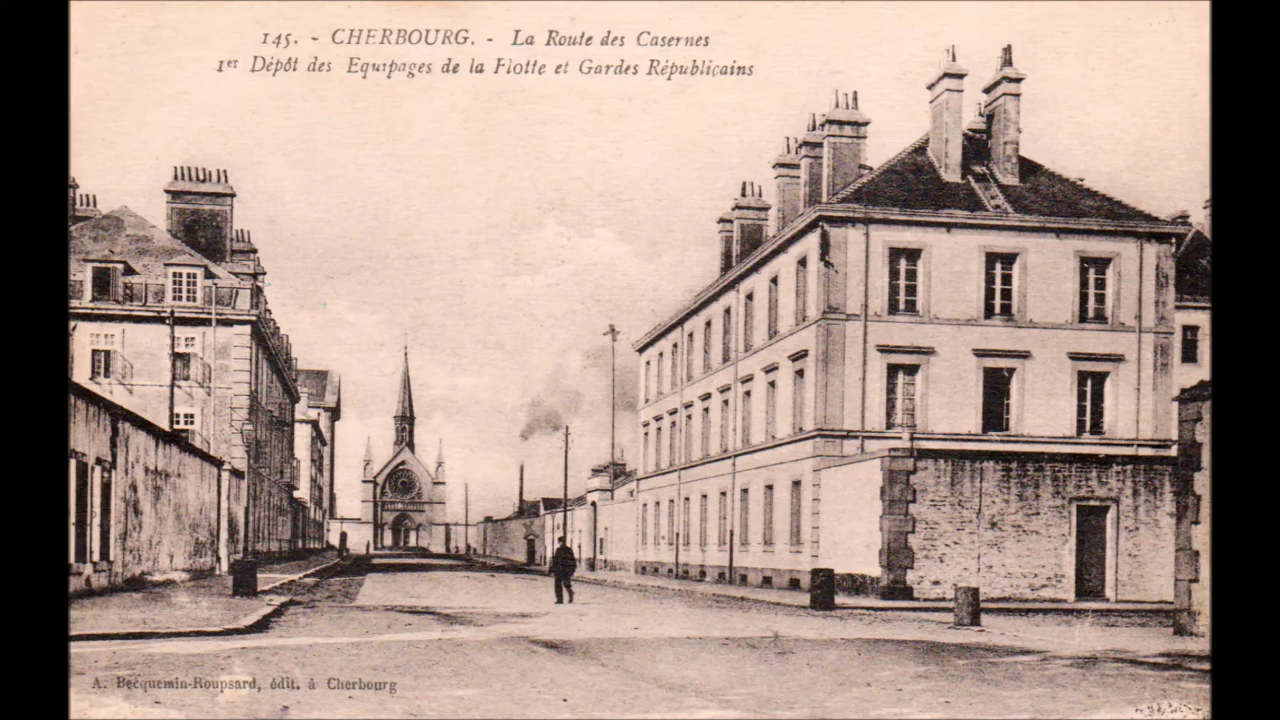 145. - CHERBOURG. - La Route des Casernes
1er Dépôt des Equipages de la Flotte et Gardes Républicains
A. Becquemin-Roupsard, édit. à Cherbourg